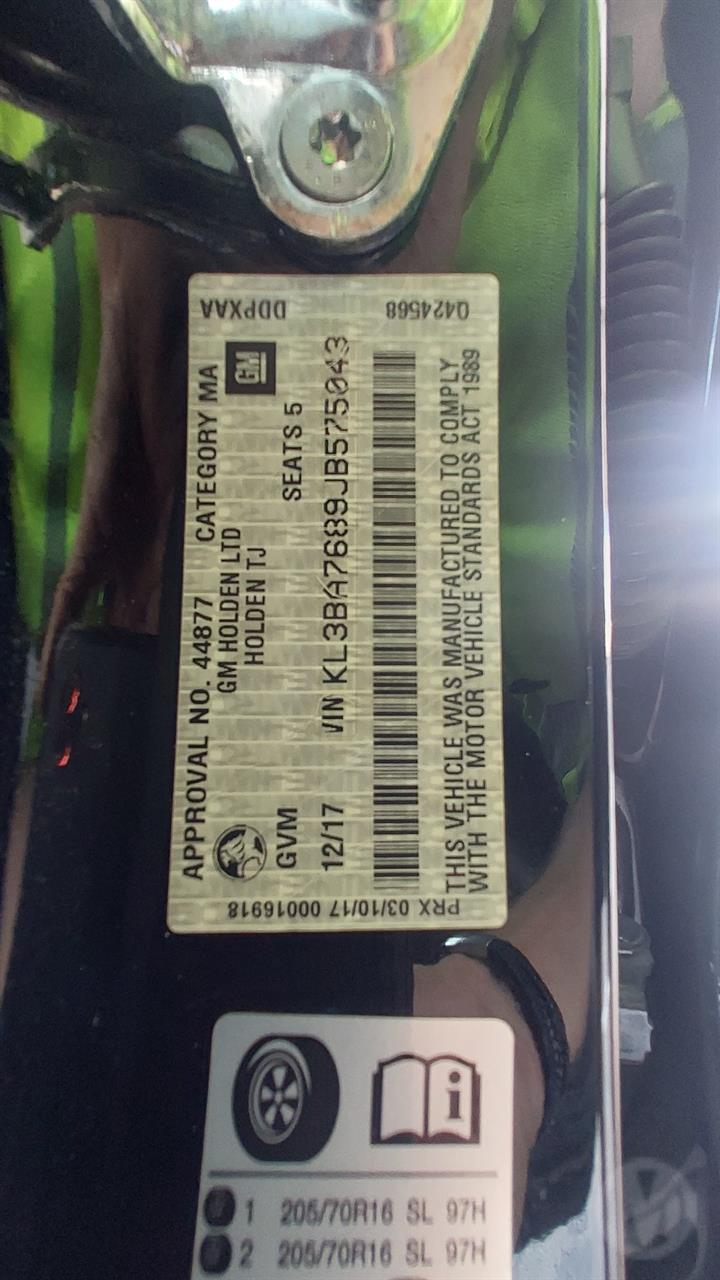 DDPXAA Q424568
APPROVAL NO. 44877 CATEGORY MA
GM HOLDEN LTD
GM
HOLDEN TJ
GVM SEATS 5
12/17 VIN KL3BA7689JB575043
THIS VEHICLE WAS MANUFACTURED TO COMPLY
WITH THE MOTOR VEHICLE STANDARDS ACT 1989
PRX 03/10/17 00016918
i
1 205/70R16 SL 97H
2 205/70R16 SL 97H